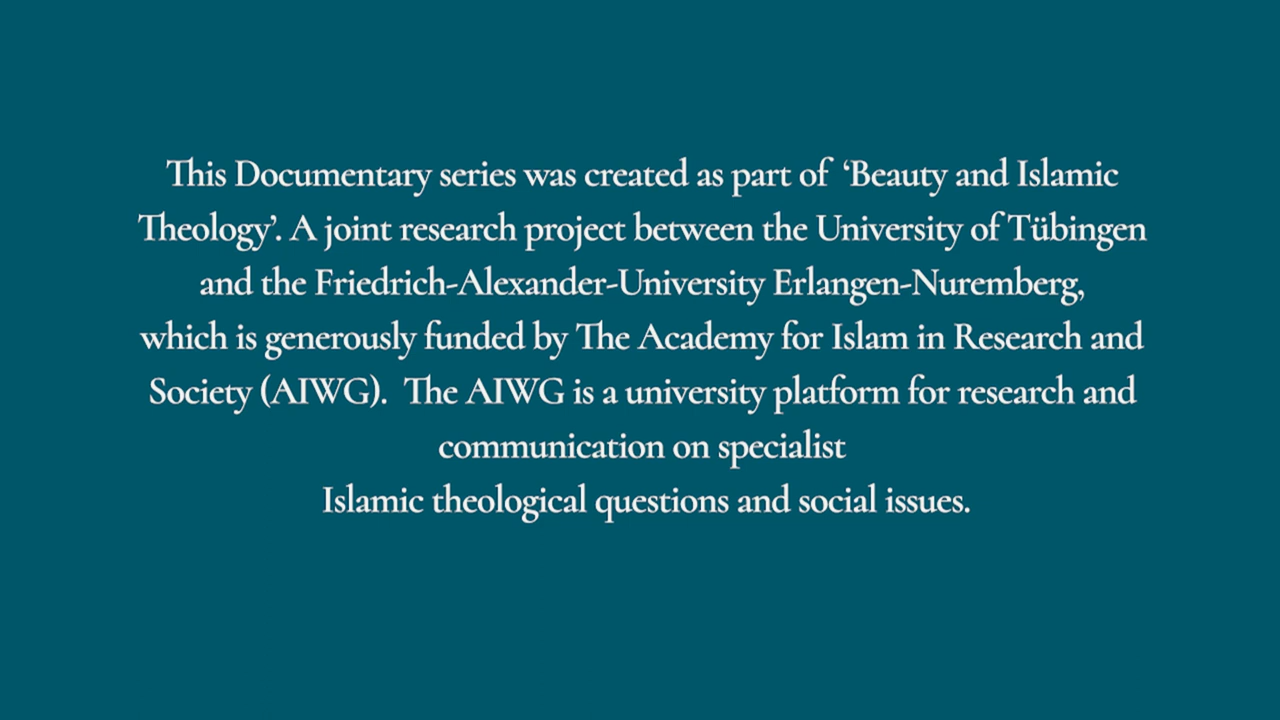 This Documentary series was created as part of ‘Beauty and Islamic
Theology’. A joint research project between the University of Tübingen
and the Friedrich-Alexander-University Erlangen-Nuremberg,
which is generously funded by The Academy for Islam in Research and
Society (AIWG).  The AIWG is a university platform for research and
communication on specialist
Islamic theological questions and social issues.